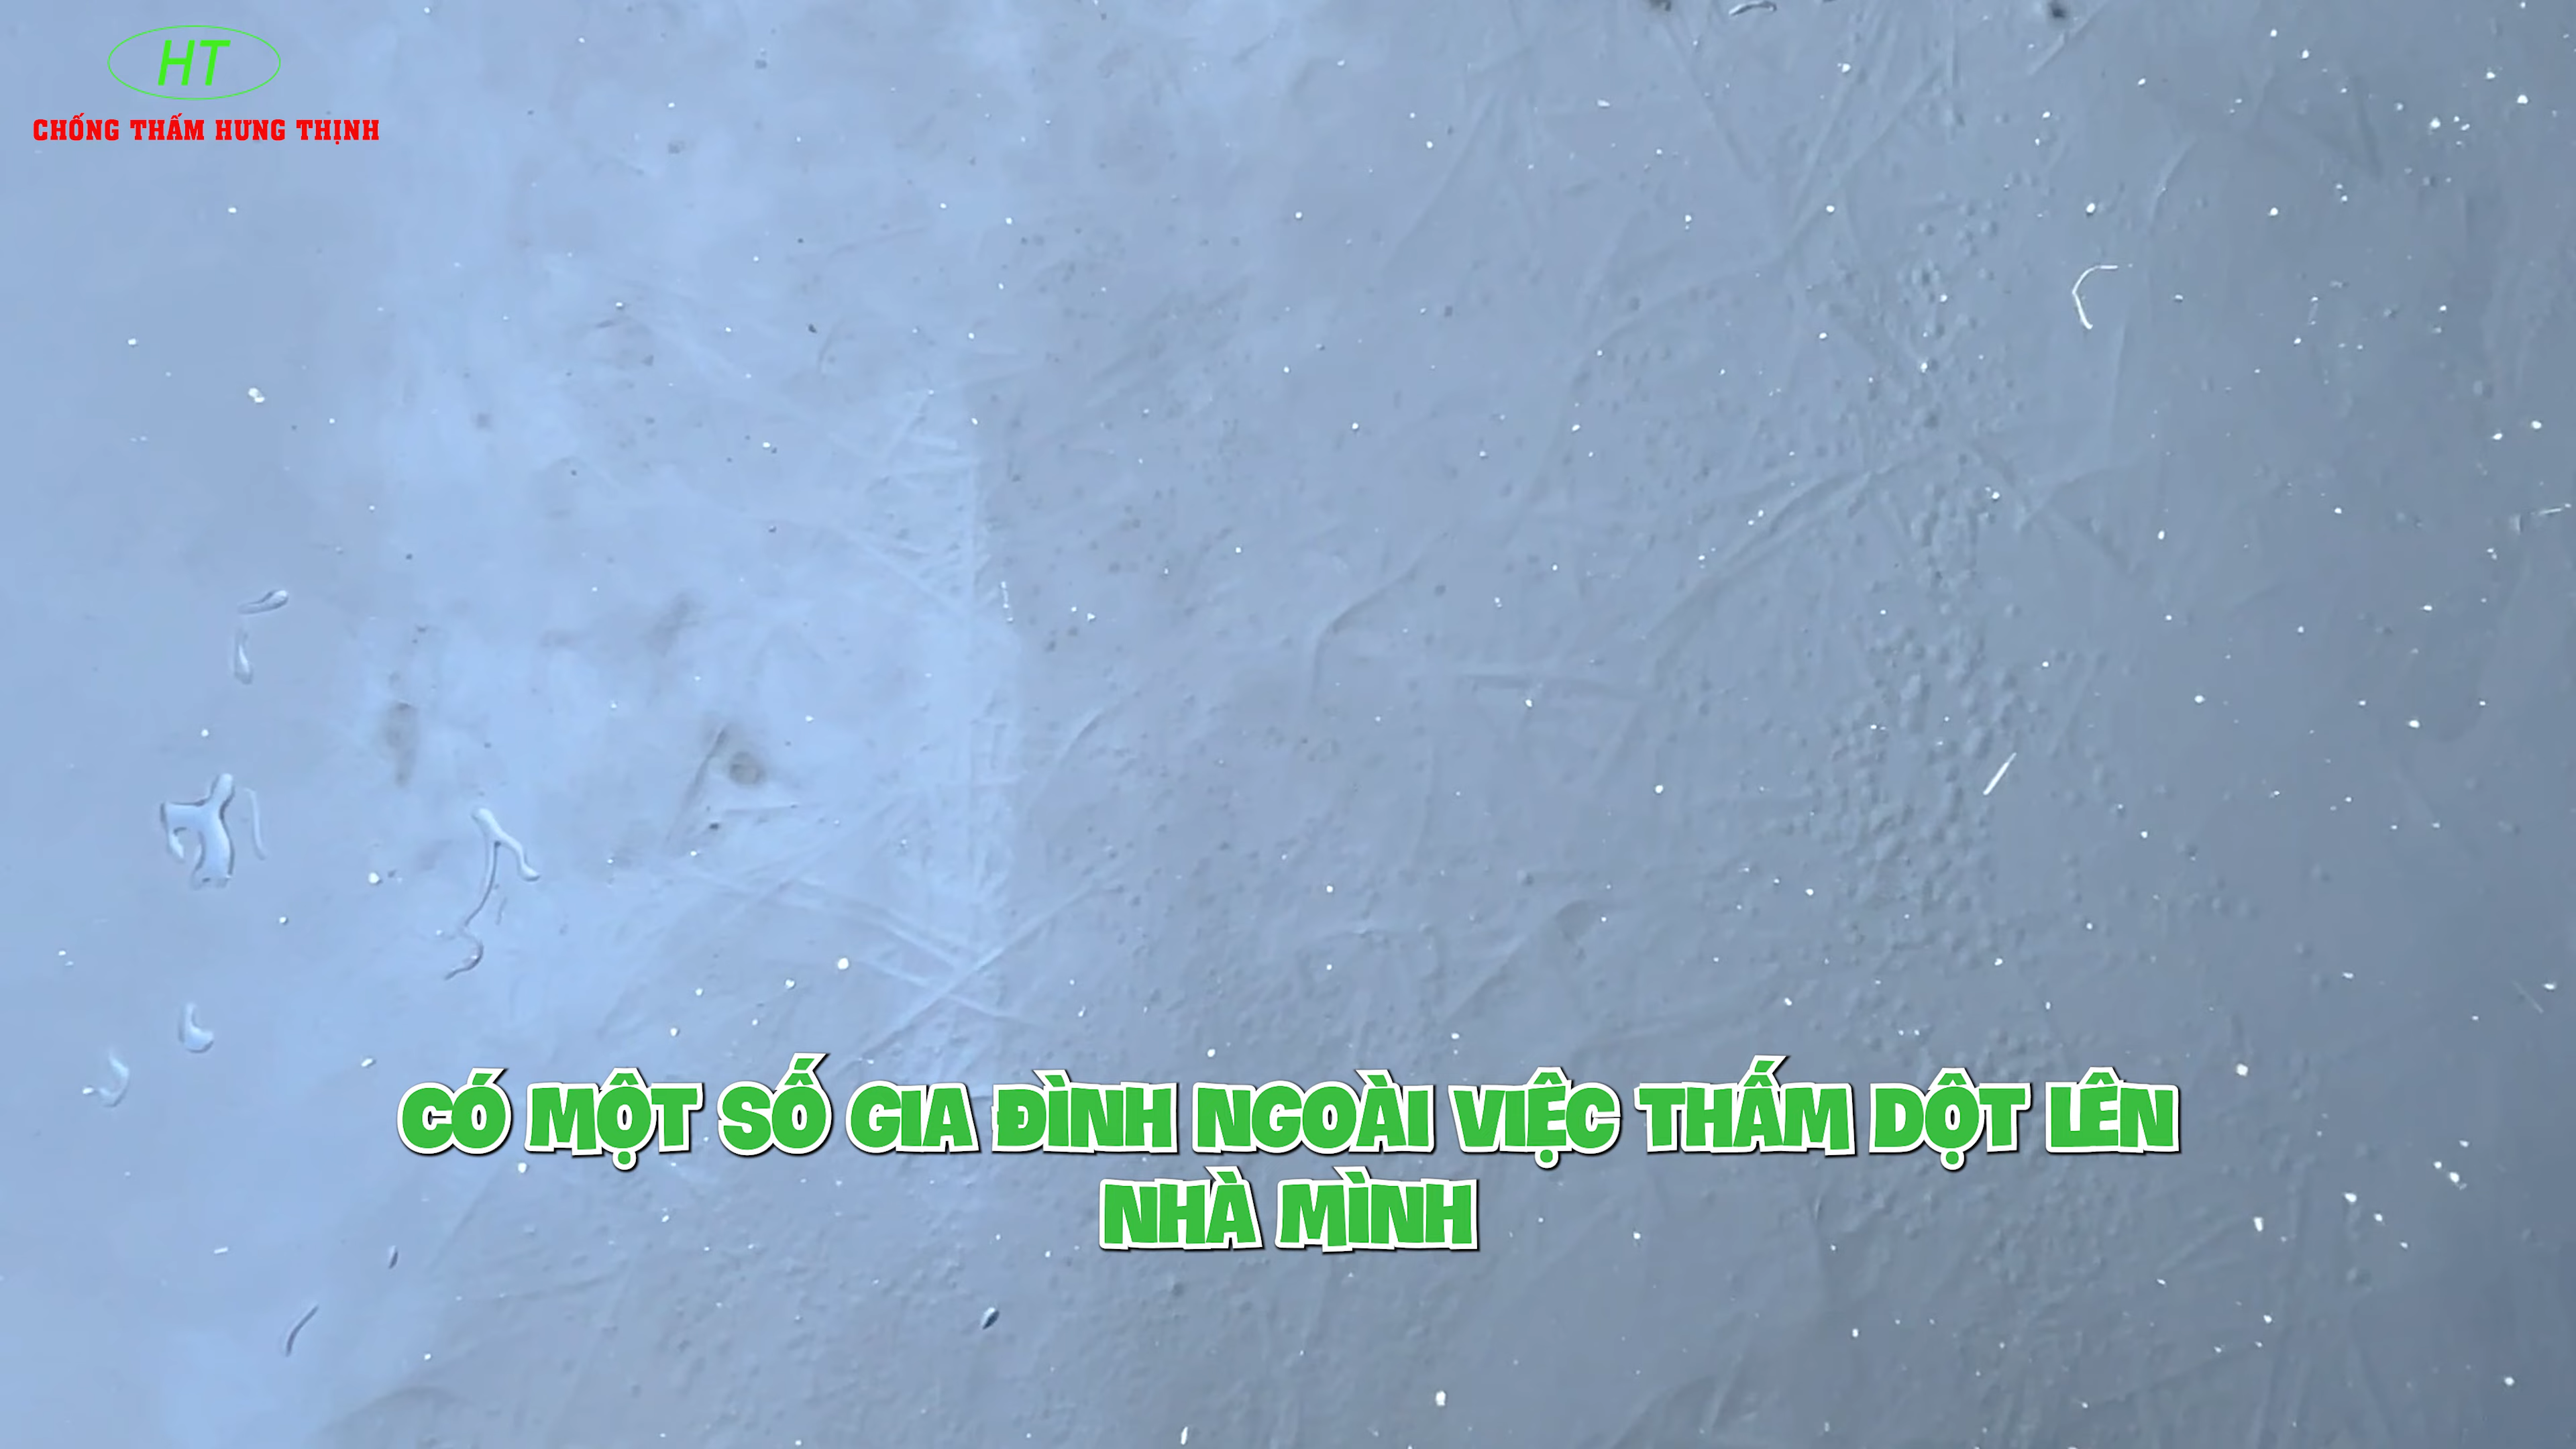 HT
CHỐNG THẤM HƯNG THỊNH
CÓ MỘT SỐ GIA ĐÌNH NGOÀI VIỆC THẤM DỘT LÊN
NHÀ MÌNH